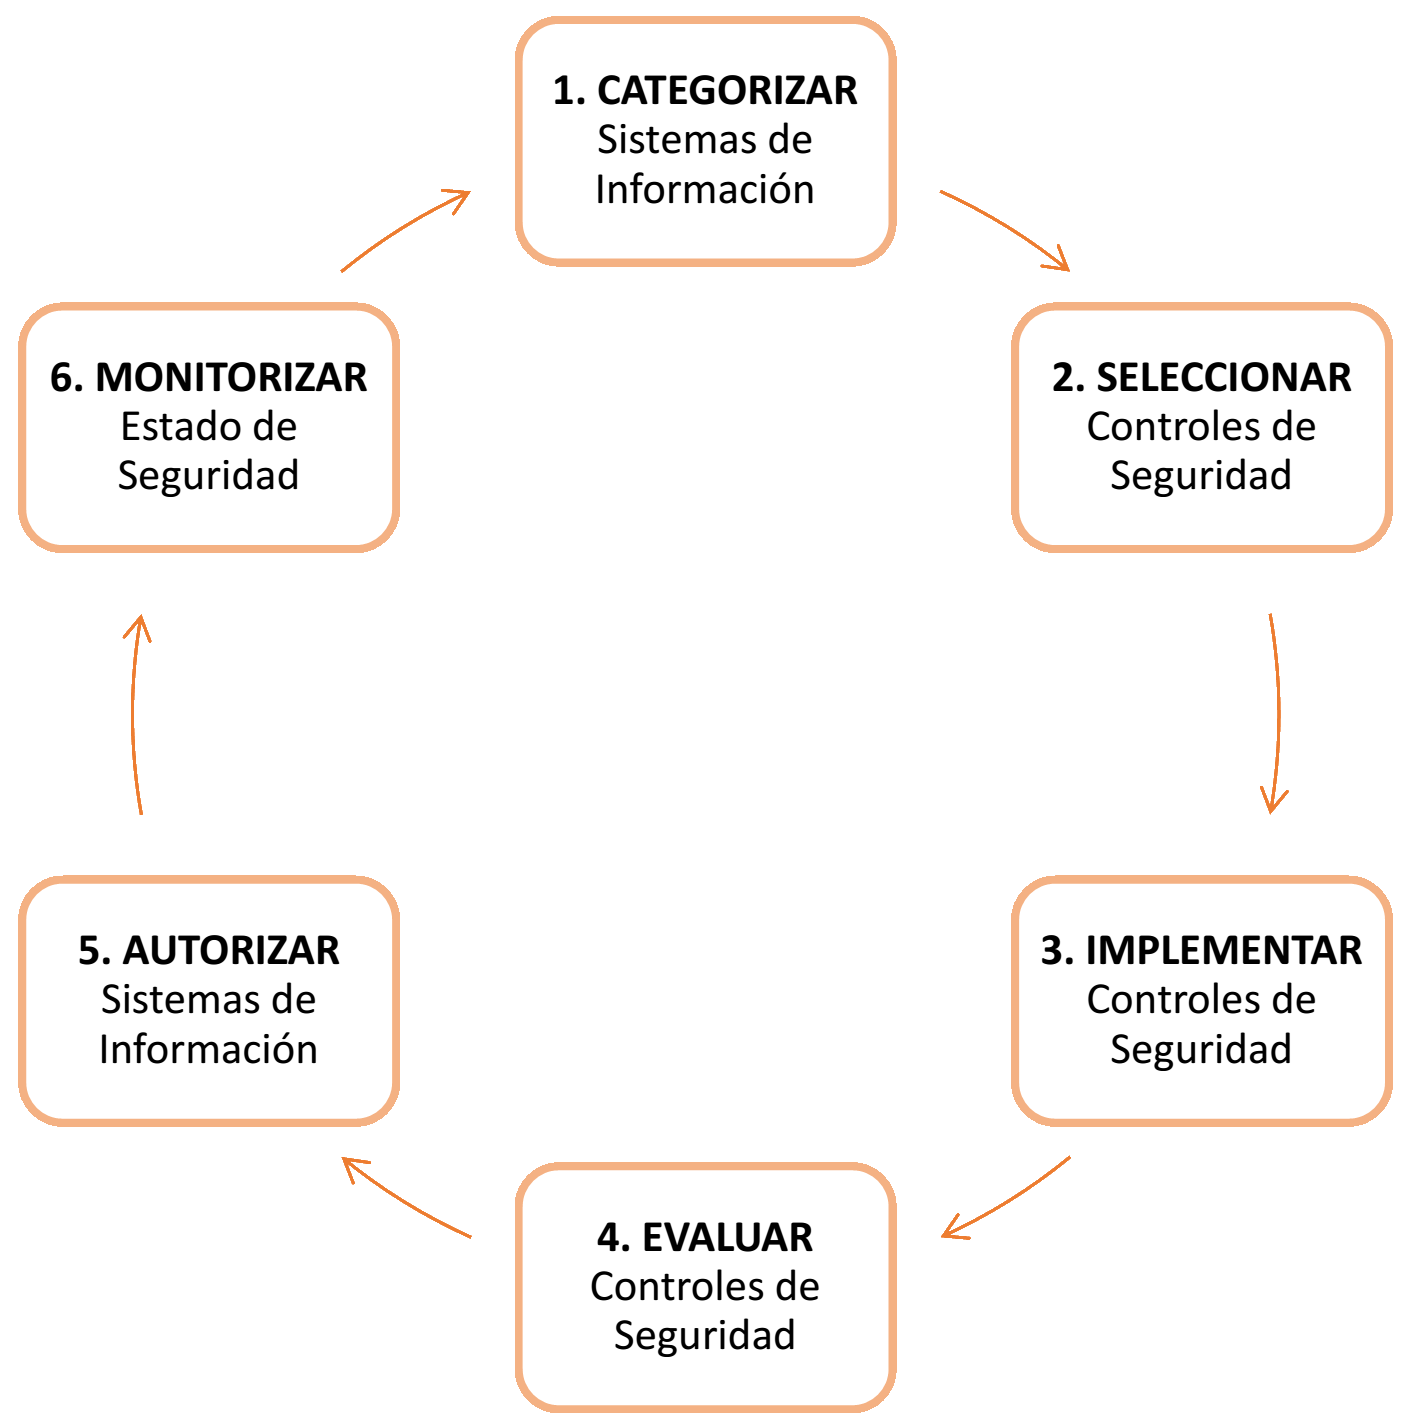 1. CATEGORIZAR
Sistemas de
Información
2. SELECCIONAR
Controles de
Seguridad
3. IMPLEMENTAR
Controles de
Seguridad
4. EVALUAR
Controles de
Seguridad
5. AUTORIZAR
Sistemas de
Información
6. MONITORIZAR
Estado de
Seguridad